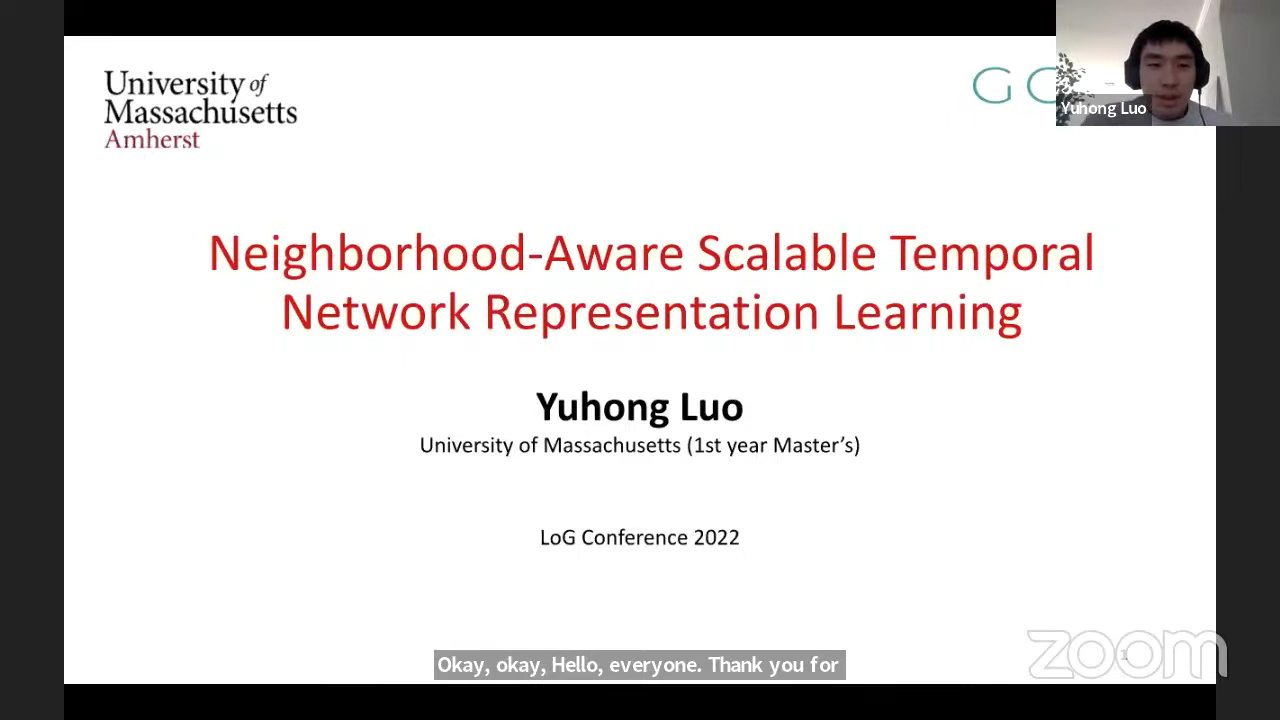 University of
Massachusetts
Amherst
Yuhong Luo
Neighborhood-Aware Scalable Temporal
Network Representation Learning
Yuhong Luo
University of Massachusetts (1st year Master's)
LoG Conference 2022
Okay, okay, Hello, everyone. Thank you for
zoom
1